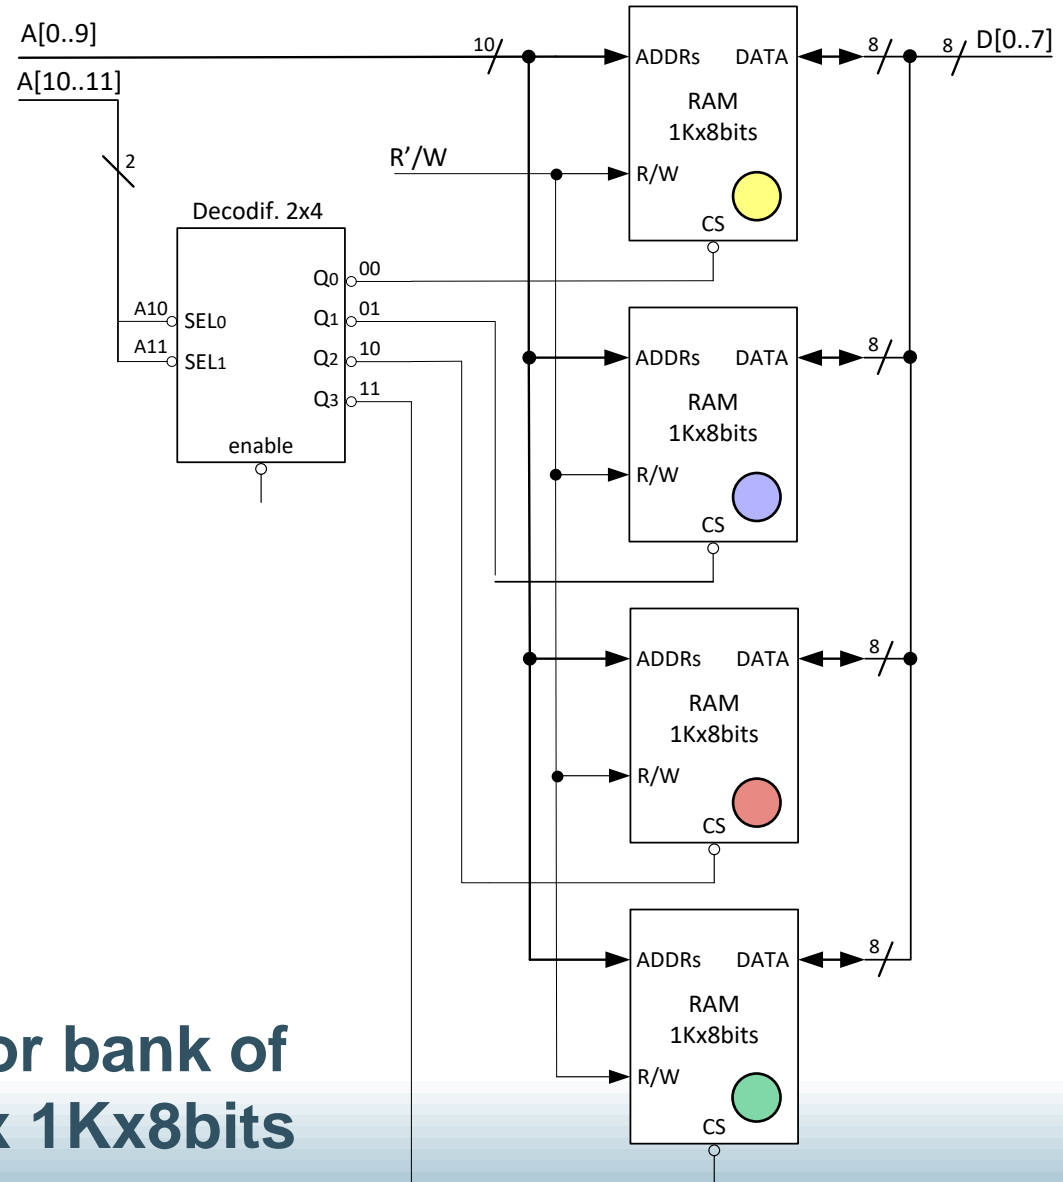 A[0..9]
10
A[10..11]
2
R'/W
Decodif. 2x4
A10
SEL0
A11
SEL1
Q0
00
Q1
01
Q2
10
Q3
11
enable
ADDRs DATA
RAM
1Kx8bits
R/W
CS
8
8
D[0..7]
ADDRs DATA
RAM
1Kx8bits
R/W
CS
8
ADDRs DATA
RAM
1Kx8bits
R/W
CS
8
ADDRs DATA
RAM
1Kx8bits
R/W
CS
8
or bank of
x 1Kx8bits